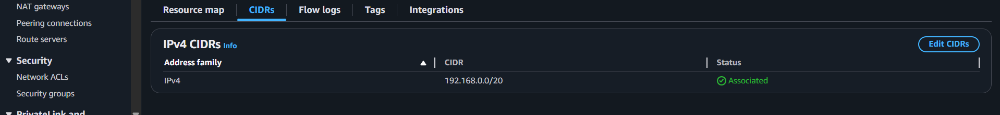 NAT gateways
Peering connections
Route servers
Security
Network ACLs
Security groups
PrivateLink and
Resource map
CIDRs
Flow logs
Tags
Integrations
IPv4 CIDRs Info
Edit CIDRs
Address family CIDR Status
IPv4 192.168.0.0/20 Associated